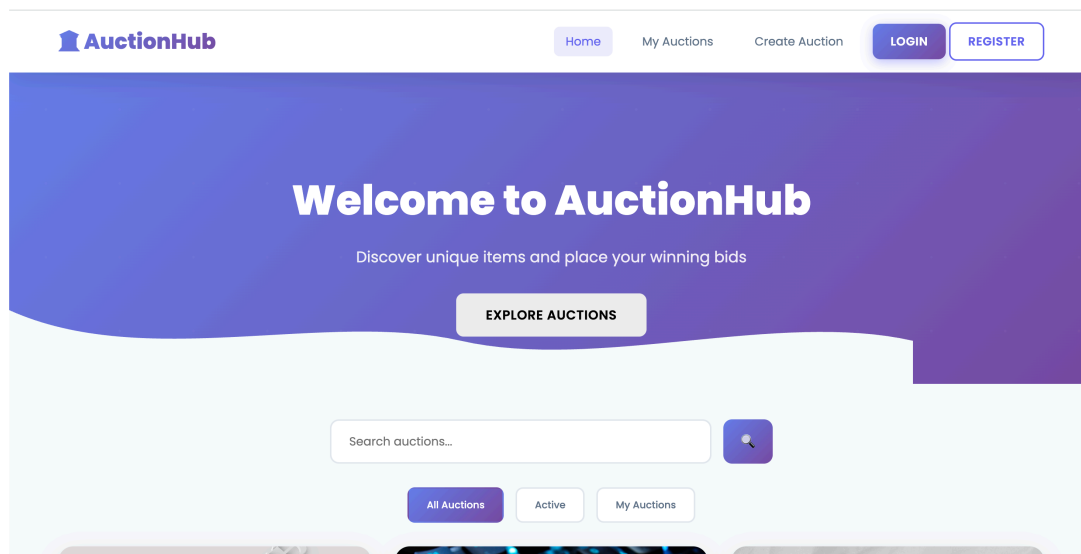 AuctionHub
Home
My Auctions
Create Auction
LOGIN
REGISTER
Welcome to AuctionHub
Discover unique items and place your winning bids
EXPLORE AUCTIONS
Search auctions...
All Auctions
Active
My Auctions